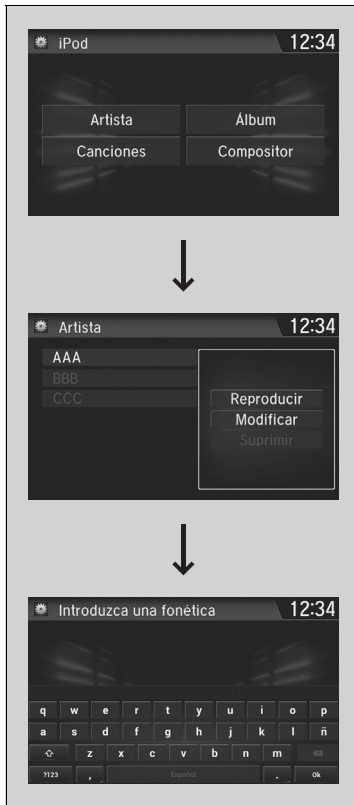 iPod 12:34
Artista Álbum
Canciones Compositor
Artista 12:34
AAA
BBB
CCC
Reproducir
Modificar
Suprimir
Introduzca una fonética 12:34
q w e r t y u i o p
a s d f g h j k l ñ
z x c v b n m
?123 , Español . Ok